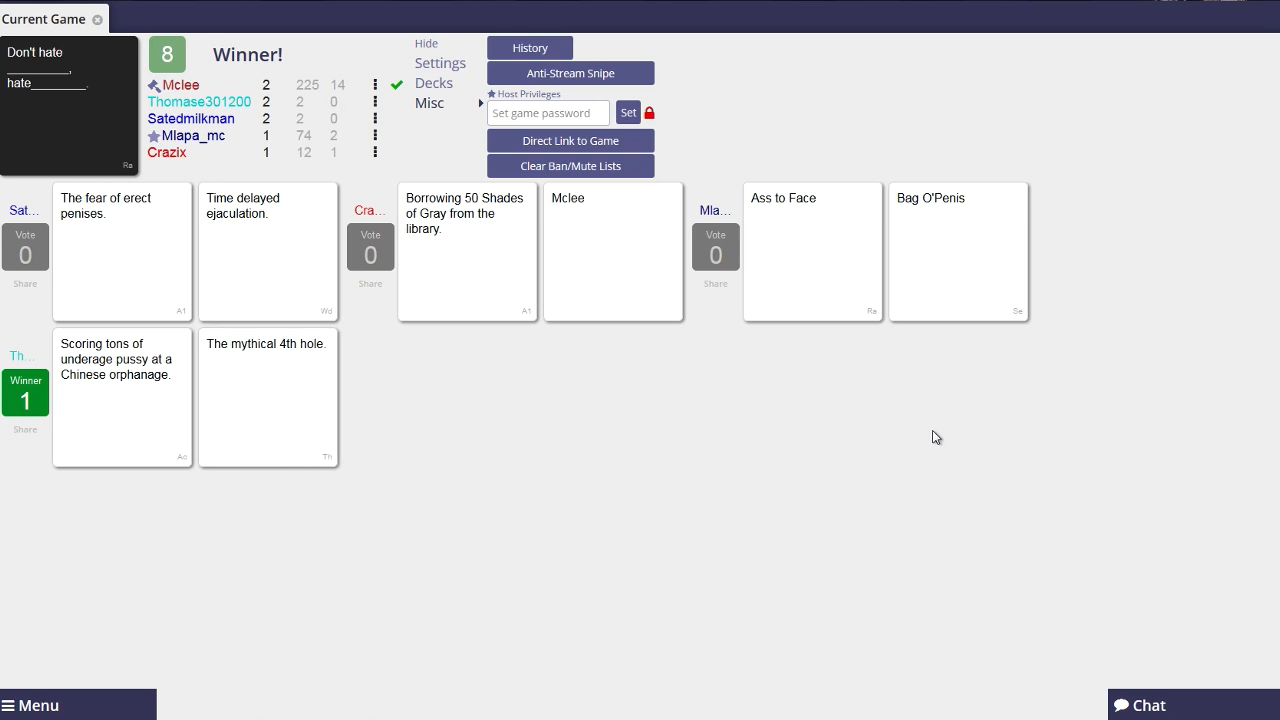 Current Game
Don't hate
_________,
hate_________.
Ra
8
Winner!
Mclee 2 225 14
Thomase301200 2 2 0
Satedmilkman 2 2 0
Mlapa_mc 1 74 2
Crazix 1 12 1
Hide
Settings
Decks
Misc
History
Anti-Stream Snipe
Host Privileges
Set game password
Set
Direct Link to Game
Clear Ban/Mute Lists
Sat...
Vote
0
Share
The fear of erect
penises.
A1
Time delayed
ejaculation.
Wd
Cra...
Vote
0
Share
Borrowing 50 Shades
of Gray from the
library.
A1
Mclee
Mla...
Vote
0
Share
Ass to Face
Ra
Bag O'Penis
Se
Th...
Winner
1
Share
Scoring tons of
underage pussy at a
Chinese orphanage.
Ac
The mythical 4th hole.
Th
Menu
Chat